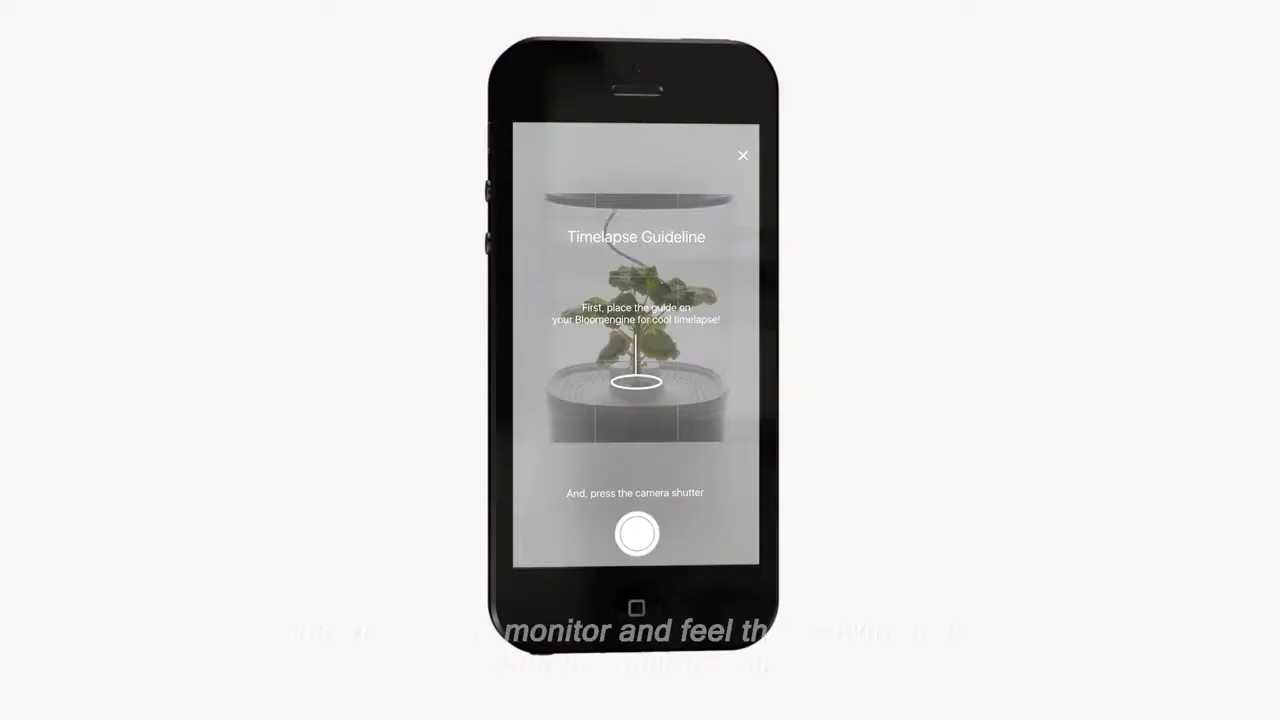 Timelapse Guideline
First, place the guide on
your Bloomengine for cool timelapse!
And, press the camera shutter
monitor and feel